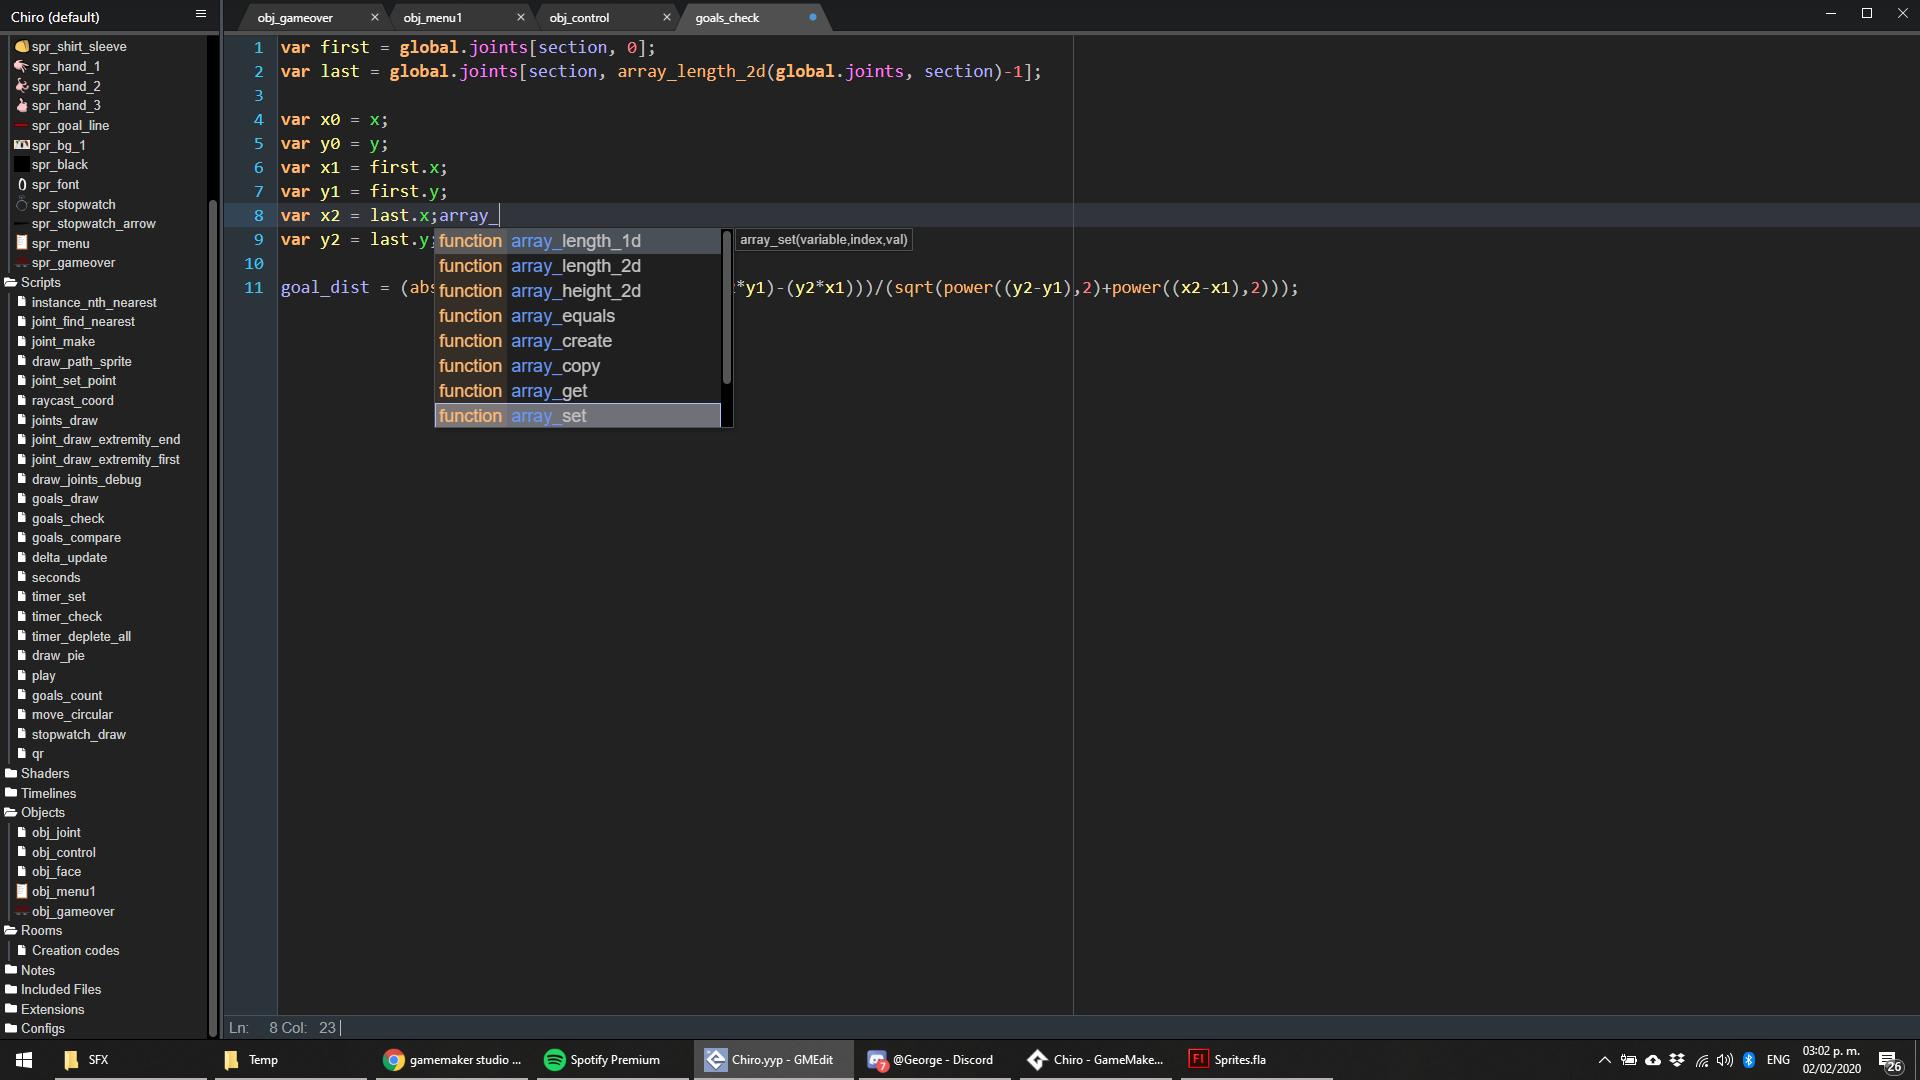 Chiro (default)
obj_gameover
obj_menu1
obj_control
goals_check
spr_shirt_sleeve
spr_hand_1
spr_hand_2
spr_hand_3
spr_goal_line
spr_bg_1
spr_black
spr_font
spr_stopwatch
spr_stopwatch_arrow
spr_menu
spr_gameover
Scripts
instance_nth_nearest
joint_find_nearest
joint_make
draw_path_sprite
joint_set_point
raycast_coord
joints_draw
joint_draw_extremity_end
joint_draw_extremity_first
draw_joints_debug
goals_draw
goals_check
goals_compare
delta_update
seconds
timer_set
timer_check
timer_deplete_all
draw_pie
play
goals_count
move_circular
stopwatch_draw
qr
Shaders
Timelines
Objects
obj_joint
obj_control
obj_face
obj_menu1
obj_gameover
Rooms
Creation codes
Notes
Included Files
Extensions
Configs
1 var first = global.joints[section, 0];
2 var last = global.joints[section, array_length_2d(global.joints, section)-1];
3
4 var x0 = x;
5 var y0 = y;
6 var x1 = first.x;
7 var y1 = first.y;
8 var x2 = last.x;array_
9 var y2 = last.y;
10
11 goal_dist = (abs *y1)-(y2*x1)))/(sqrt(power((y2-y1),2)+power((x2-x1),2)));
function array_length_1d
function array_length_2d
function array_height_2d
function array_equals
function array_create
function array_copy
function array_get
function array_set
array_set(variable,index,val)
Ln: 8 Col: 23
SFX
Temp
gamemaker studio ...
Spotify Premium
Chiro.yyp - GMEdit
7
@George - Discord
Chiro - GameMake...
Fl
Sprites.fla
ENG
03:02 p. m.
02/02/2020
26